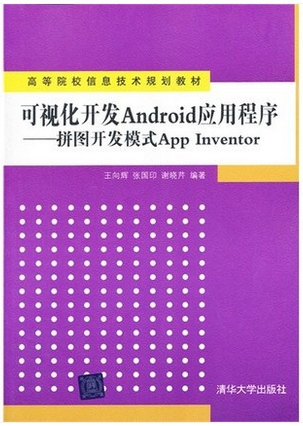 高等院校信息技术规划教材
可视化开发Android应用程序
——拼图开发模式App Inventor
王向辉 张国印 谢晓芹 编著
清华大学出版社